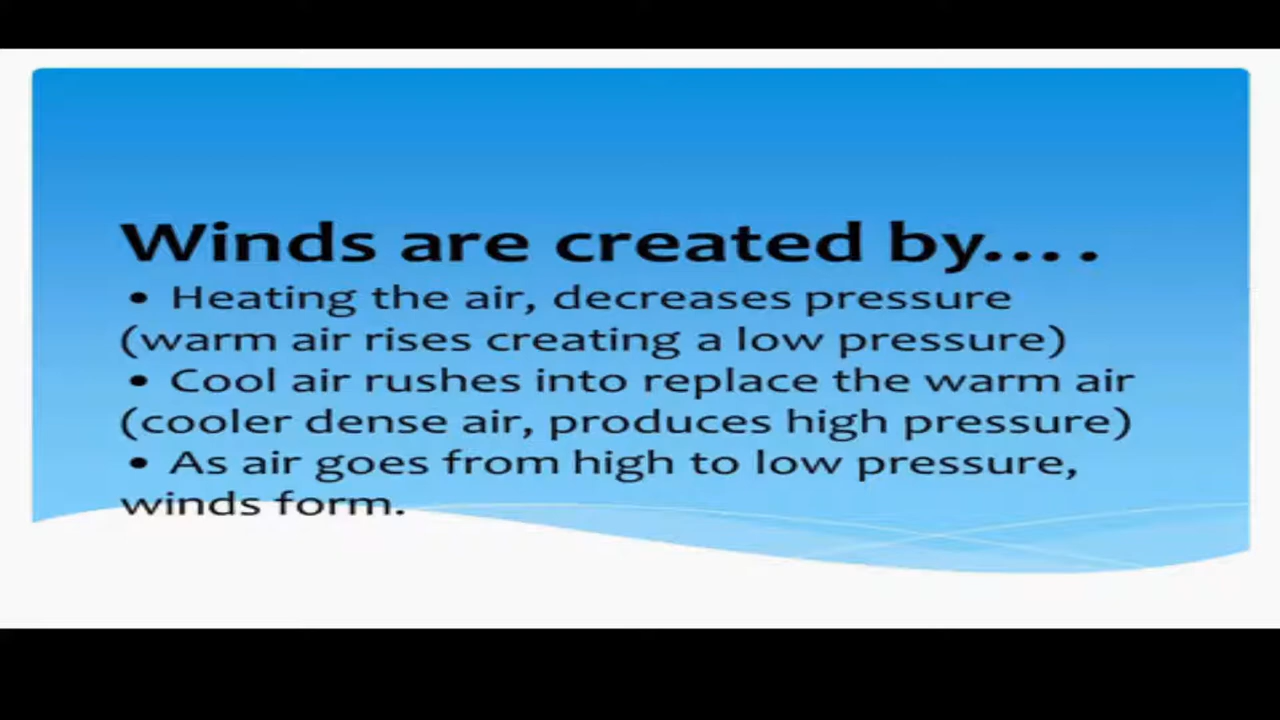 Winds are created by….
• Heating the air, decreases pressure
(warm air rises creating a low pressure)
• Cool air rushes into replace the warm air
(cooler dense air, produces high pressure)
• As air goes from high to low pressure,
winds form.